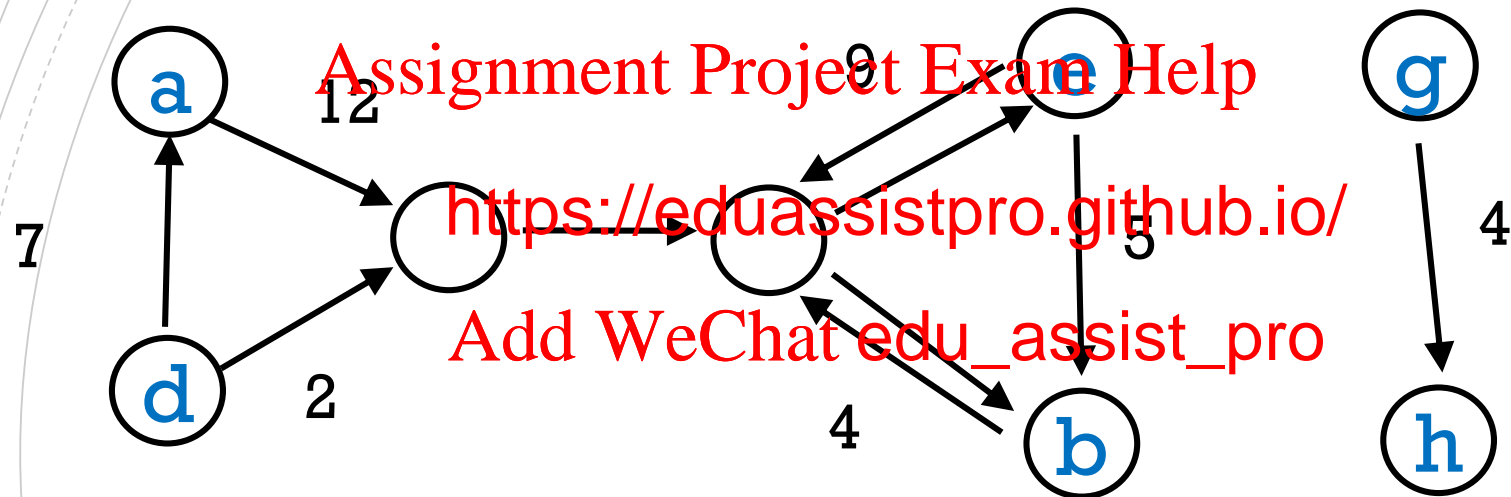 a
12
Assignment Project Exam Help
9
e
g
https://eduassistpro.github.io/
7
5
4
Add WeChat edu_assist_pro
d
2
4
b
h